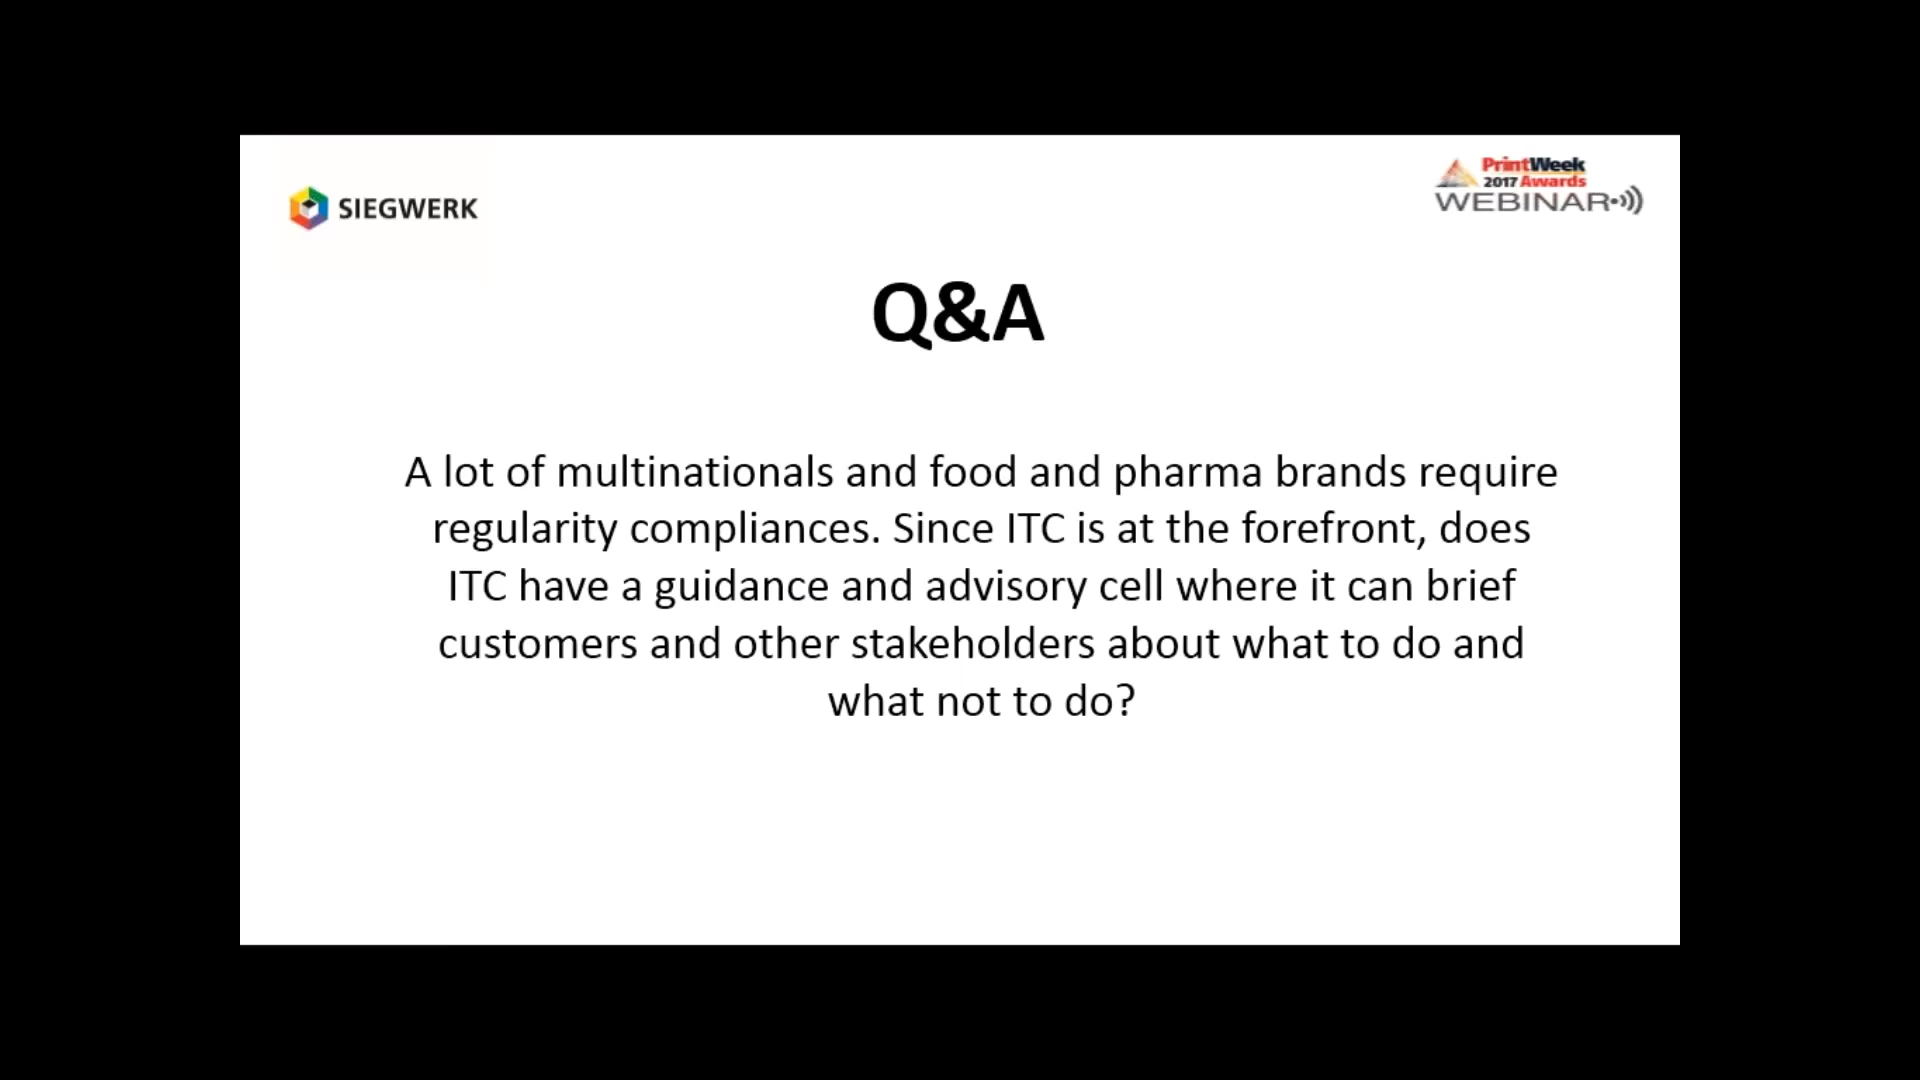 SIEGWERK
PrintWeek
2017 Awards
WEBINAR
Q&A
A lot of multinationals and food and pharma brands require
regularity compliances. Since ITC is at the forefront, does
ITC have a guidance and advisory cell where it can brief
customers and other stakeholders about what to do and
what not to do?